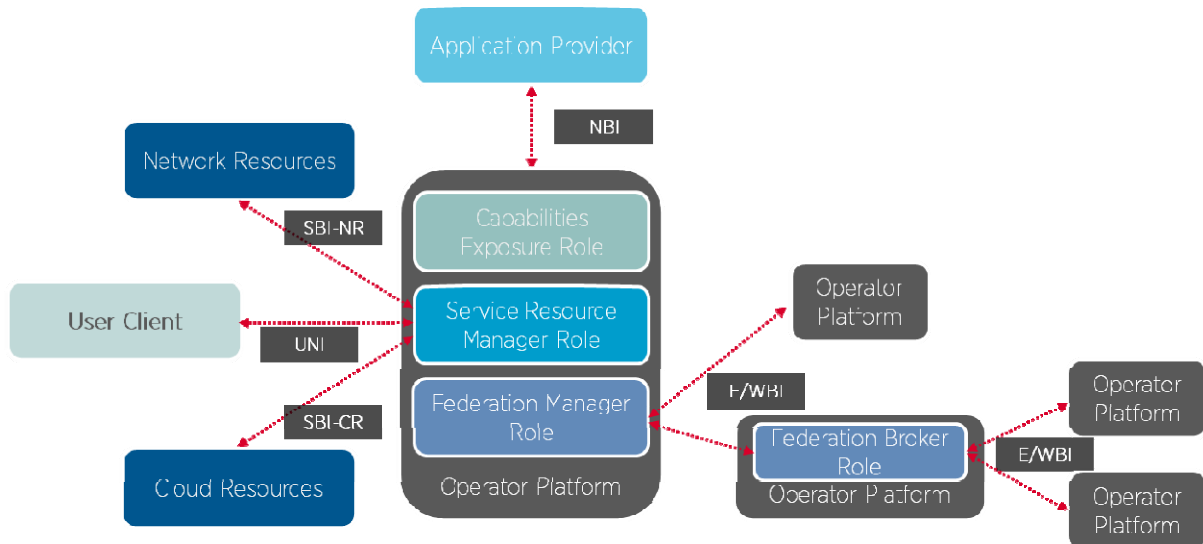 Application Provider
NBI
Network Resources
SBI-NR
Capabilities
Exposure Role
User Client
UNI
Service Resource
Manager Role
Operator
Platform
SBI-CR
Federation Manager
Role
E/WBI
Operator
Platform
Cloud Resources
Operator Platform
Federation Broker
Role
Operator Platform
E/WBI
Operator
Platform